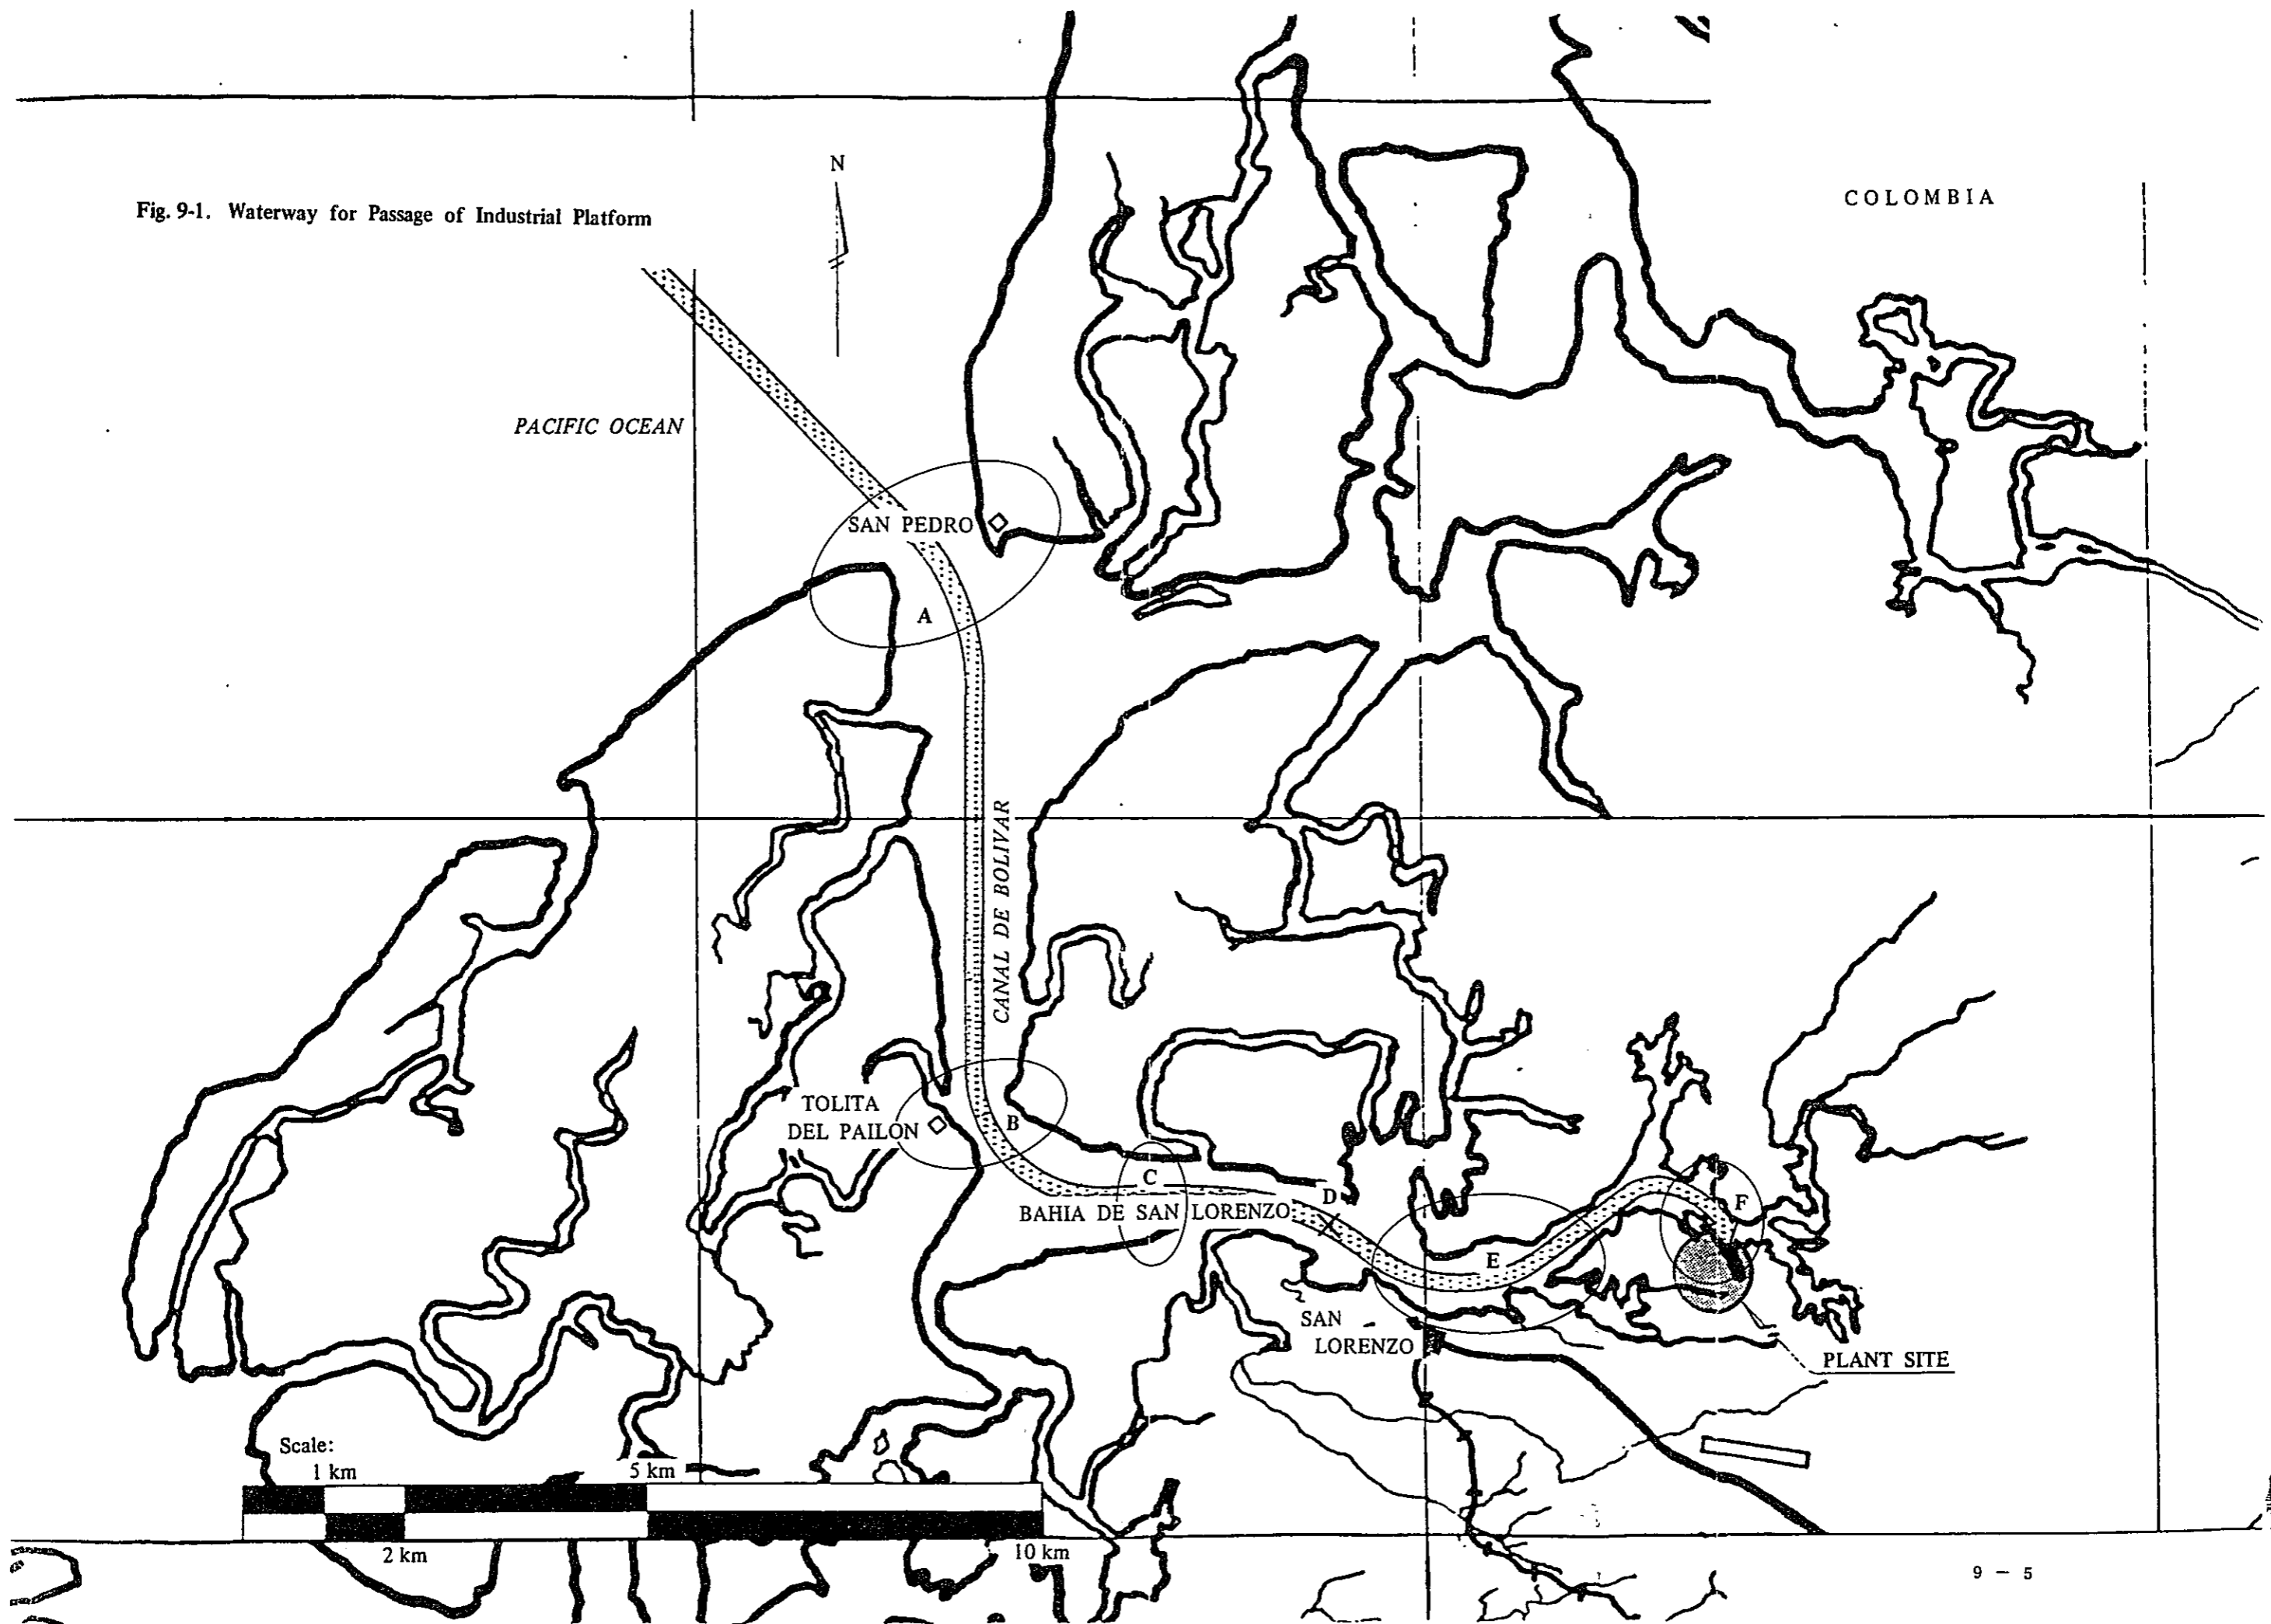 N
COLOMBIA
Fig. 9-1. Waterway for Passage of Industrial Platform
PACIFIC OCEAN
SAN PEDRO
A
CANAL DE BOLIVAR
TOLITA
DEL PAILÓN
B
C
D
BAHIA DE SAN LORENZO
E
F
SAN
LORENZO
PLANT SITE
Scale:
1 km
5 km
2 km
10 km
9 - 5